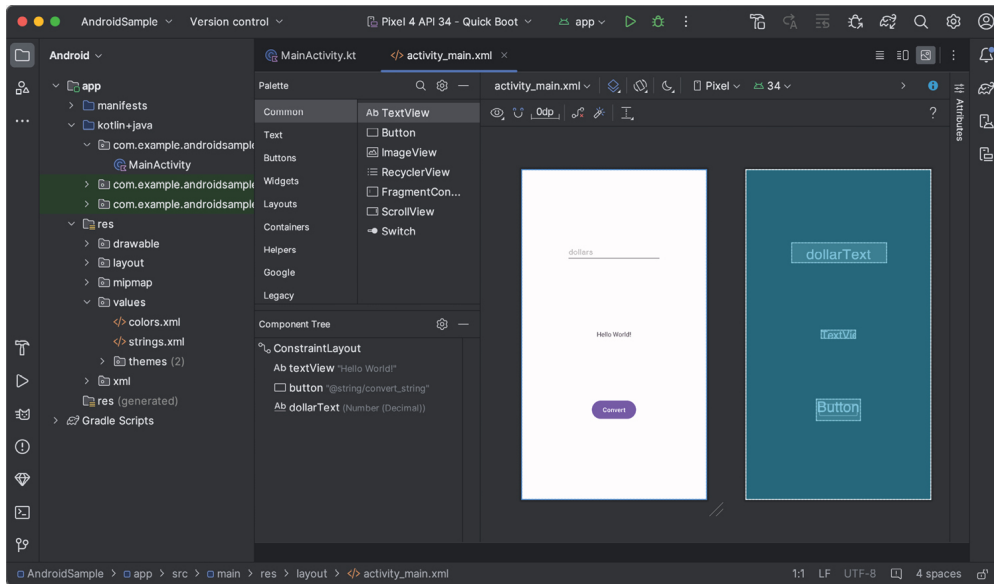 AndroidSample
Version control
Pixel 4 API 34 - Quick Boot
app
Android
MainActivity.kt
activity_main.xml
app
manifests
kotlin+java
com.example.androidsample
MainActivity
com.example.androidsample
com.example.androidsample
res
drawable
layout
mipmap
values
colors.xml
strings.xml
themes (2)
xml
res (generated)
Gradle Scripts
Palette
Common
Text
Buttons
Widgets
Layouts
Containers
Helpers
Google
Legacy
Ab TextView
Button
ImageView
RecyclerView
FragmentCon...
ScrollView
Switch
Component Tree
ConstraintLayout
Ab textView "Hello World!"
button "@string/convert_string"
Ab dollarText (Number (Decimal))
activity_main.xml
Pixel
34
0dp
?
Attributes
dollars
Hello World!
Convert
dollarText
TextVi
Button
AndroidSample > app > src > main > res > layout > activity_main.xml
1:1 LF UTF-8 4 spaces